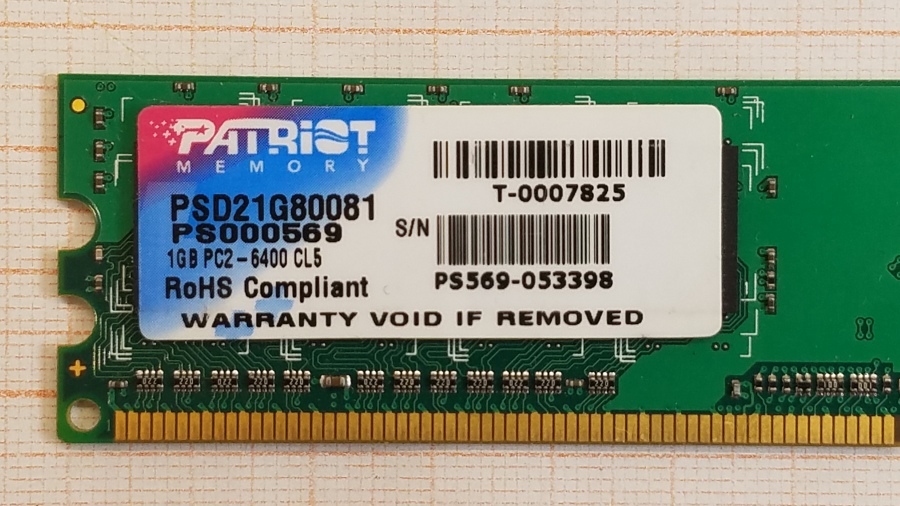 PATRIOT
MEMORY
PSD21G80081
PS000569
1GB PC2-6400 CL5
RoHS Compliant
T-0007825
S/N
PS569-053398
WARRANTY VOID IF REMOVED